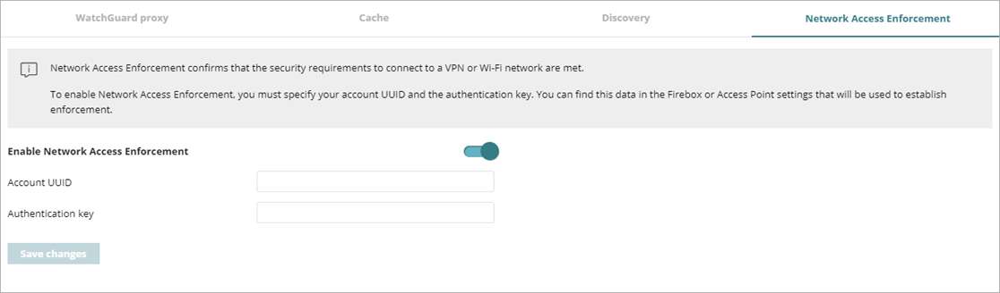 WatchGuard proxy Cache Discovery Network Access Enforcement
Network Access Enforcement confirms that the security requirements to connect to a VPN or Wi-Fi network are met.
To enable Network Access Enforcement, you must specify your account UUID and the authentication key. You can find this data in the Firebox or Access Point settings that will be used to establish
enforcement.
Enable Network Access Enforcement
Account UUID
Authentication key
Save changes